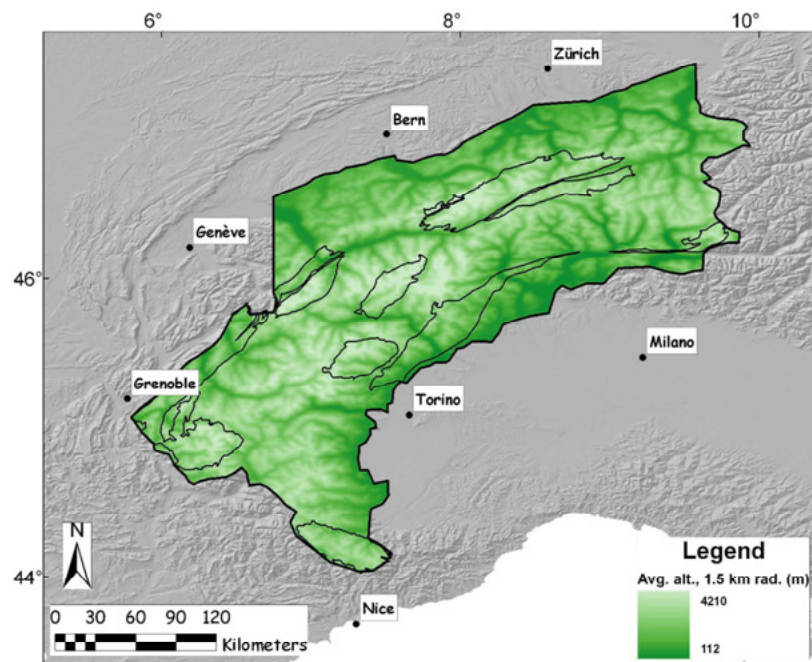 6°
8°
10°
Zürich
Bern
Genève
46°
Milano
Grenoble
Torino
N
Legend
Avg. alt., 1.5 km rad. (m)
4210
112
44°
0 30 60 90 120
Kilometers
Nice